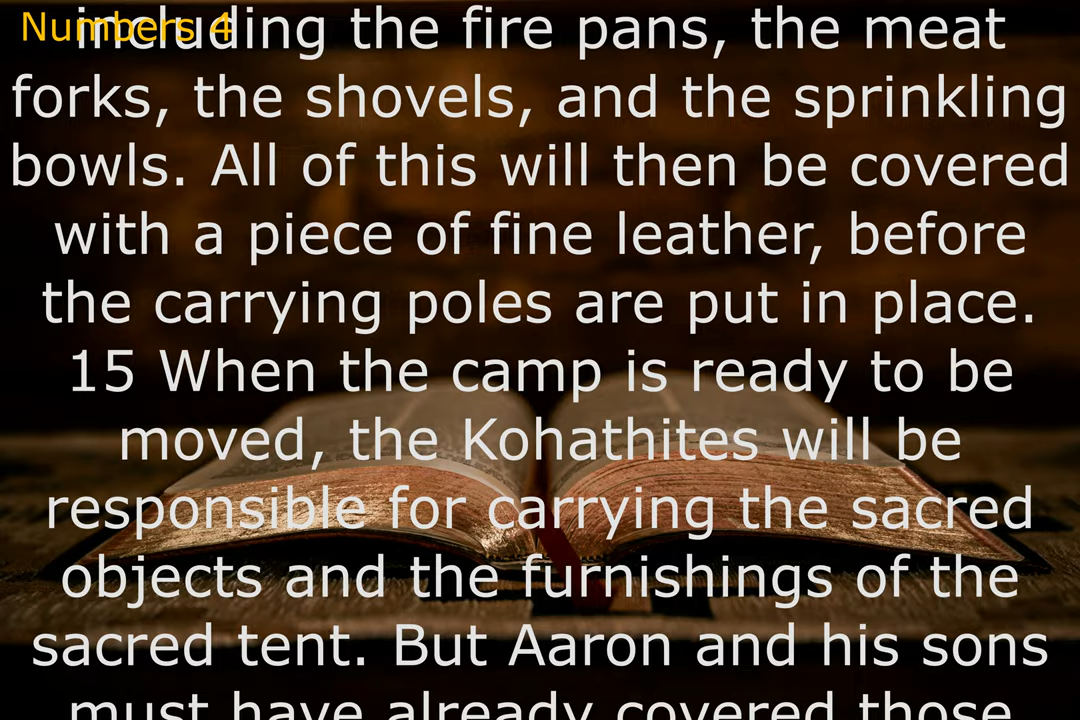 Numbers 4
including the fire pans, the meat
forks, the shovels, and the sprinkling
bowls. All of this will then be covered
with a piece of fine leather, before
the carrying poles are put in place.
15 When the camp is ready to be
moved, the Kohathites will be
responsible for carrying the sacred
objects and the furnishings of the
sacred tent. But Aaron and his sons
must have already covered those